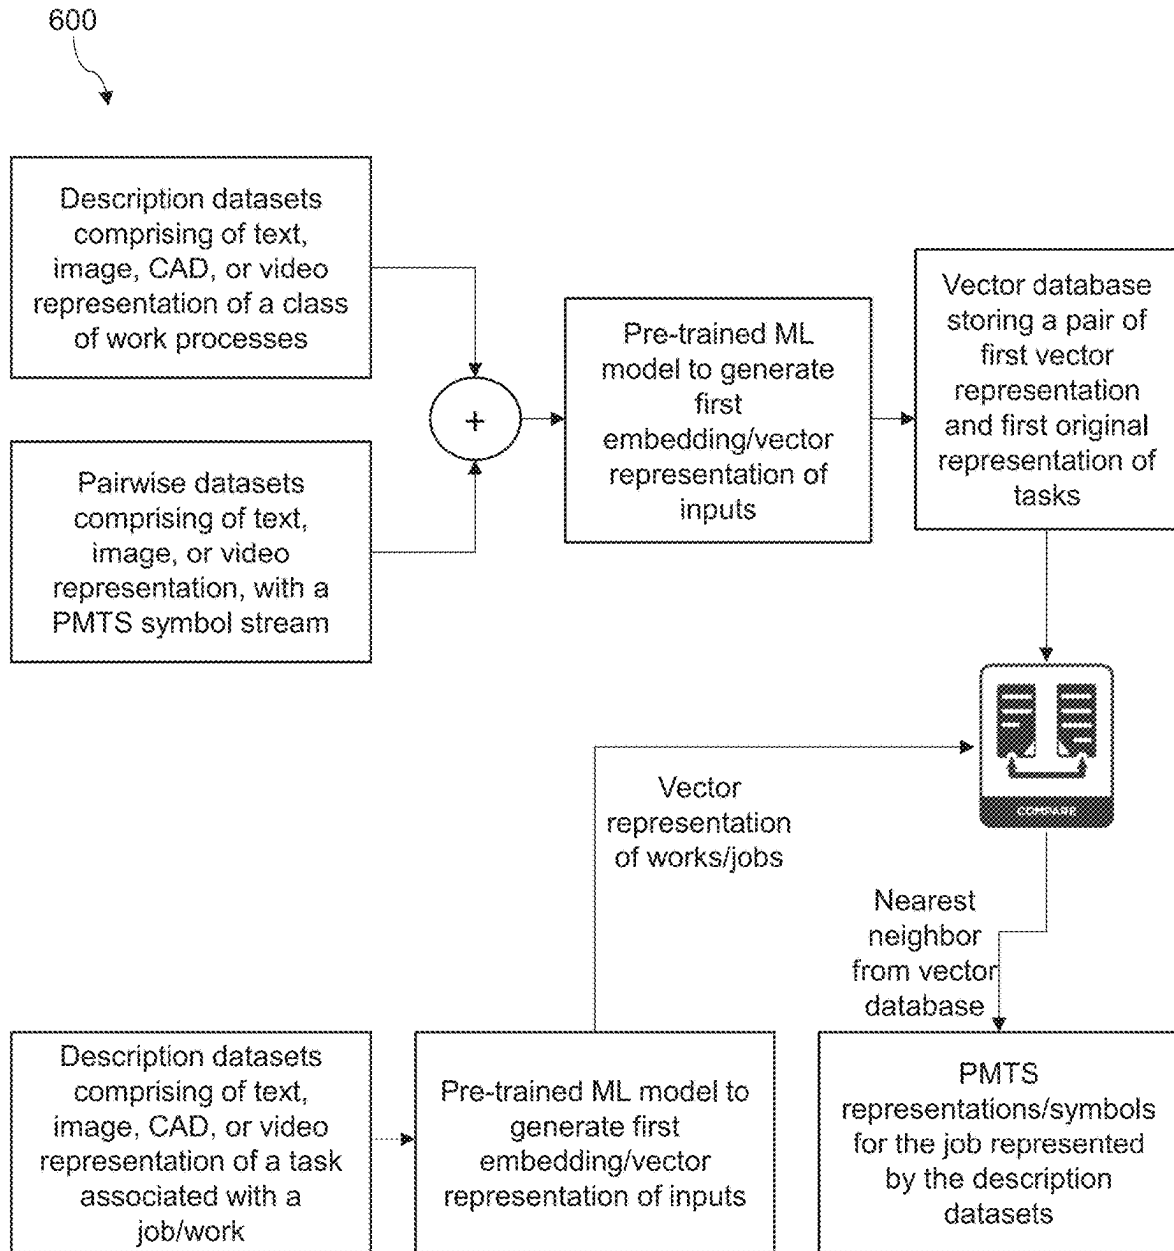 600
Description datasets
comprising of text,
image, CAD, or video
representation of a class
of work processes
Pairwise datasets
comprising of text,
image, or video
representation, with a
PMTS symbol stream
+
Pre-trained ML
model to generate
first
embedding/vector
representation of
inputs
Vector database
storing a pair of
first vector
representation
and first original
representation of
tasks
COMPARE
Vector
representation
of works/jobs
Nearest
neighbor
from vector
database
Description datasets
comprising of text,
image, CAD, or video
representation of a task
associated with a
job/work
Pre-trained ML model to
generate first
embedding/vector
representation of inputs
PMTS
representations/symbols
for the job represented
by the description
datasets